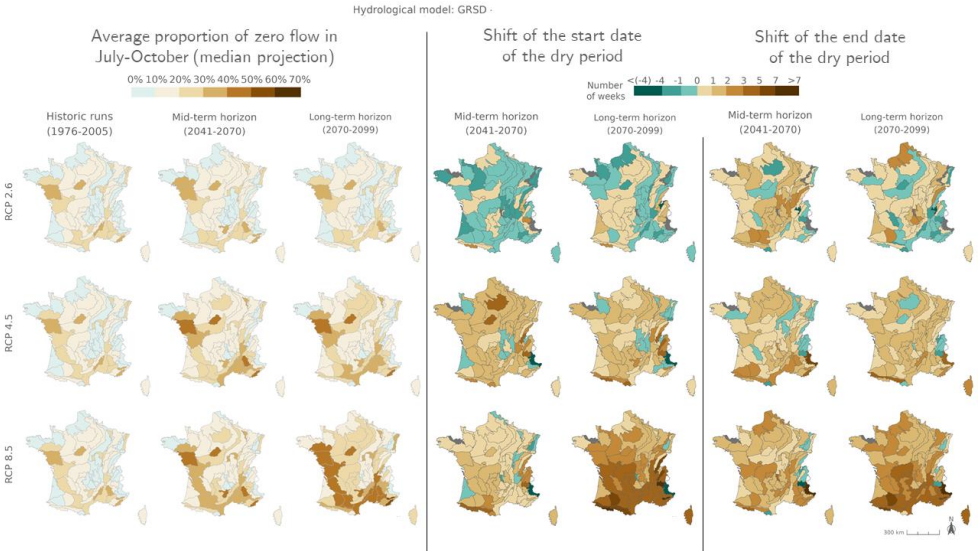 Hydrological model: GRSD -
Average proportion of zero flow in
July-October (median projection)
0% 10% 20% 30% 40% 50% 60% 70%
Shift of the start date
of the dry period
Shift of the end date
of the dry period
Number
of weeks
<(-4) -4 -1 0 1 2 3 5 7 >7
Historic runs
(1976-2005)
Mid-term horizon
(2041-2070)
Long-term horizon
(2070-2099)
Mid-term horizon
(2041-2070)
Long-term horizon
(2070-2099)
Mid-term horizon
(2041-2070)
Long-term horizon
(2070-2099)
RCP 2.6
RCP 4.5
RCP 8.5
300 km
N